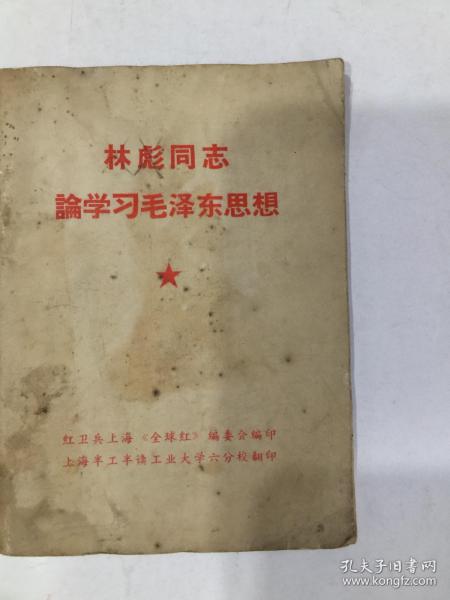 林彪同志
論学习毛泽东思想
红卫兵上海《全球红》编委会编印
上海半工半读工业大学六分校翻印
孔夫子旧书网
www.kongfz.com